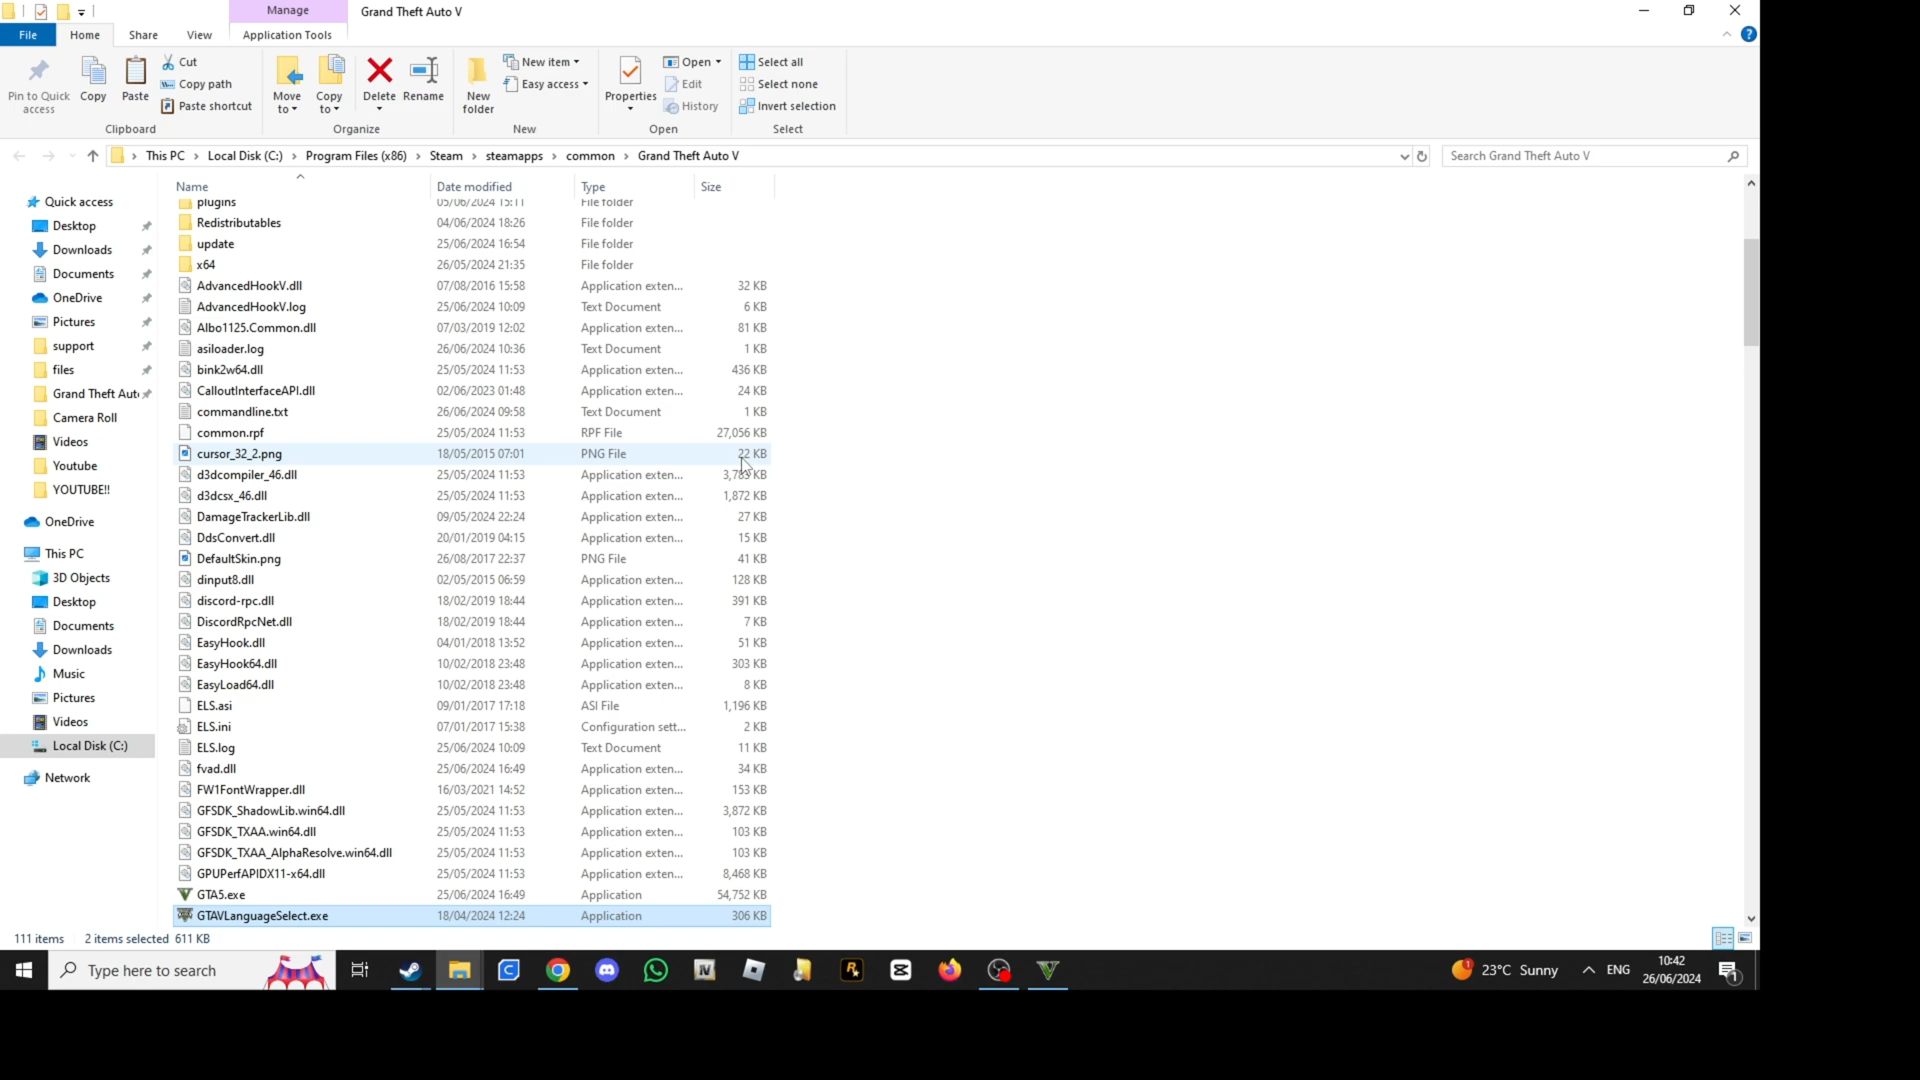 Manage
Grand Theft Auto V
File
Home
Share
View
Application Tools
Pin to Quick access
Copy
Paste
Cut
Copy path
Paste shortcut
Clipboard
Move to
Copy to
Delete
Rename
Organize
New folder
New item
Easy access
New
Properties
Open
Edit
History
Open
Select all
Select none
Invert selection
Select
This PC > Local Disk (C:) > Program Files (x86) > Steam > steamapps > common > Grand Theft Auto V
Search Grand Theft Auto V
Quick access
Desktop
Downloads
Documents
OneDrive
Pictures
support
files
Grand Theft Aut
Camera Roll
Videos
Youtube
YOUTUBE!!
OneDrive
This PC
3D Objects
Desktop
Documents
Downloads
Music
Pictures
Videos
Local Disk (C:)
Network
Name Date modified Type Size
plugins 05/06/2024 15:11 File folder
Redistributables 04/06/2024 18:26 File folder
update 25/06/2024 16:54 File folder
x64 26/05/2024 21:35 File folder
AdvancedHookV.dll 07/08/2016 15:58 Application exten... 32 KB
AdvancedHookV.log 25/06/2024 10:09 Text Document 6 KB
Albo1125.Common.dll 07/03/2019 12:02 Application exten... 81 KB
asiloader.log 26/06/2024 10:36 Text Document 1 KB
bink2w64.dll 25/05/2024 11:53 Application exten... 436 KB
CalloutInterfaceAPI.dll 02/06/2023 01:48 Application exten... 24 KB
commandline.txt 26/06/2024 09:58 Text Document 1 KB
common.rpf 25/05/2024 11:53 RPF File 27,056 KB
cursor_32_2.png 18/05/2015 07:01 PNG File 22 KB
d3dcompiler_46.dll 25/05/2024 11:53 Application exten... KB
d3dcsx_46.dll 25/05/2024 11:53 Application exten... 1,872 KB
DamageTrackerLib.dll 09/05/2024 22:24 Application exten... 27 KB
DdsConvert.dll 20/01/2019 04:15 Application exten... 15 KB
DefaultSkin.png 26/08/2017 22:37 PNG File 41 KB
dinput8.dll 02/05/2015 06:59 Application exten... 128 KB
discord-rpc.dll 18/02/2019 18:44 Application exten... 391 KB
DiscordRpcNet.dll 18/02/2019 18:44 Application exten... 7 KB
EasyHook.dll 04/01/2018 13:52 Application exten... 51 KB
EasyHook64.dll 10/02/2018 23:48 Application exten... 303 KB
EasyLoad64.dll 10/02/2018 23:48 Application exten... 8 KB
ELS.asi 09/01/2017 17:18 ASI File 1,196 KB
ELS.ini 07/01/2017 15:38 Configuration sett... 2 KB
ELS.log 25/06/2024 10:09 Text Document 11 KB
fvad.dll 25/06/2024 16:49 Application exten... 34 KB
FW1FontWrapper.dll 16/03/2021 14:52 Application exten... 153 KB
GFSDK_ShadowLib.win64.dll 25/05/2024 11:53 Application exten... 3,872 KB
GFSDK_TXAA.win64.dll 25/05/2024 11:53 Application exten... 103 KB
GFSDK_TXAA_AlphaResolve.win64.dll 25/05/2024 11:53 Application exten... 103 KB
GPUPerfAPIDX11-x64.dll 25/05/2024 11:53 Application exten... 8,468 KB
GTA5.exe 25/06/2024 16:49 Application 54,752 KB
GTAVLanguageSelect.exe 18/04/2024 12:24 Application 306 KB
111 items 2 items selected 611 KB
Type here to search
23°C Sunny
ENG
10:42
26/06/2024
1